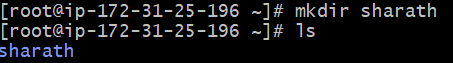 [root@ip-172-31-25-196 ~]# mkdir sharath
[root@ip-172-31-25-196 ~]# ls
sharath